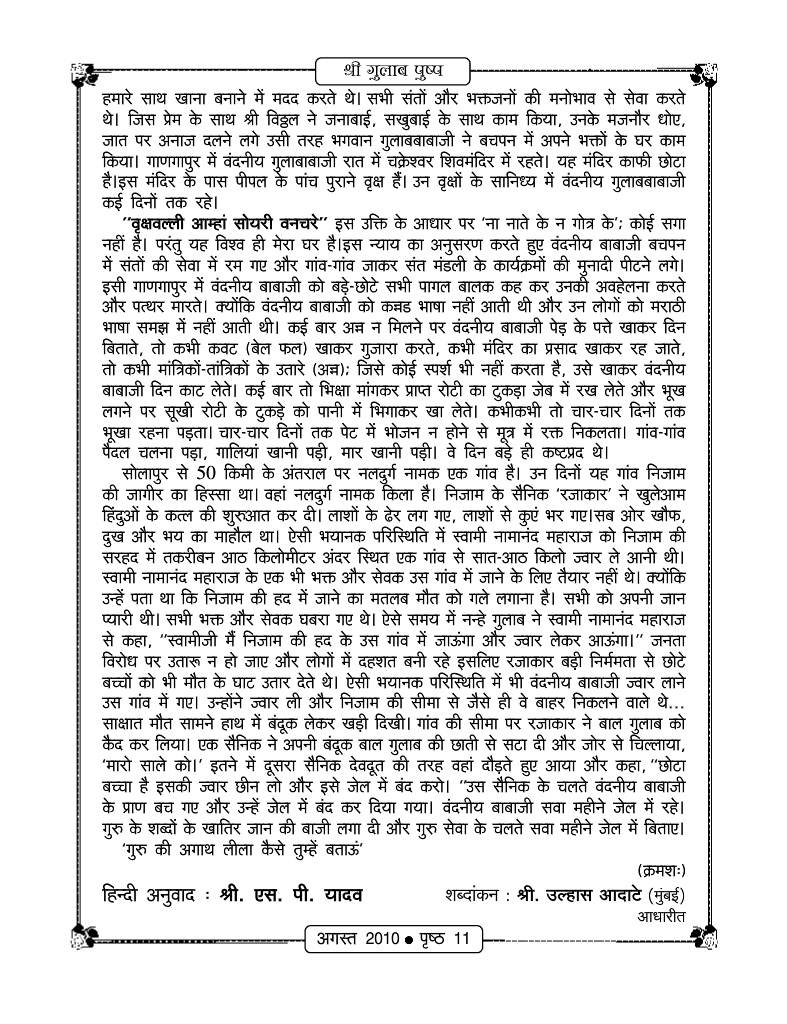 श्री गुलाब पुष्प
हमारे साथ खाना बनाने में मदद करते थे। सभी संतों और भक्तजनों की मनोभाव से सेवा करते
थे। जिस प्रेम के साथ श्री विठ्ठल ने जनाबाई, सखुबाई के साथ काम किया, उनके मजनौर धोए,
जात पर अनाज दलने लगे उसी तरह भगवान गुलाबबाबाजी ने बचपन में अपने भक्तों के घर काम
किया। गाणगापुर में वंदनीय गुलाबाबाजी रात में चक्रेश्वर शिवमंदिर में रहते। यह मंदिर काफी छोटा
है।इस मंदिर के पास पीपल के पांच पुराने वृक्ष हैं। उन वृक्षों के सानिध्य में वंदनीय गुलाबबाबाजी
कई दिनों तक रहे।
"वृक्षवल्ली आम्हां सोयरी वनचरे" इस उक्ति के आधार पर 'ना नाते के न गोत्र के'; कोई सगा
नहीं है। परंतु यह विश्व ही मेरा घर है।इस न्याय का अनुसरण करते हुए वंदनीय बाबाजी बचपन
में संतों की सेवा में रम गए और गांव-गांव जाकर संत मंडली के कार्यक्रमों की मुनादी पीटने लगे।
इसी गाणगापुर में वंदनीय बाबाजी को बड़े-छोटे सभी पागल बालक कह कर उनकी अवहेलना करते
और पत्थर मारते। क्योंकि वंदनीय बाबाजी को कन्नड भाषा नहीं आती थी और उन लोगों को मराठी
भाषा समझ में नहीं आती थी। कई बार अन्न न मिलने पर वंदनीय बाबाजी पेड़ के पत्ते खाकर दिन
बिताते, तो कभी कवट (बेल फल) खाकर गुजारा करते, कभी मंदिर का प्रसाद खाकर रह जाते,
तो कभी मांत्रिकों-तांत्रिकों के उतारे (अन्न); जिसे कोई स्पर्श भी नहीं करता है, उसे खाकर वंदनीय
बाबाजी दिन काट लेते। कई बार तो भिक्षा मांगकर प्राप्त रोटी का टुकड़ा जेब में रख लेते और भूख
लगने पर सूखी रोटी के टुकड़े को पानी में भिगाकर खा लेते। कभीकभी तो चार-चार दिनों तक
भूखा रहना पड़ता। चार-चार दिनों तक पेट में भोजन न होने से मूत्र में रक्त निकलता। गांव-गांव
पैदल चलना पड़ा, गालियां खानी पड़ी, मार खानी पड़ी। वे दिन बड़े ही कष्टप्रद थे।
सोलापुर से 50 किमी के अंतराल पर नलदुर्ग नामक एक गांव है। उन दिनों यह गांव निजाम
की जागीर का हिस्सा था। वहां नलदुर्ग नामक किला है। निजाम के सैनिक 'रजाकार' ने खुलेआम
हिंदुओं के कत्ल की शुरुआत कर दी। लाशों के ढेर लग गए, लाशों से कुएं भर गए।सब ओर खौफ,
दुख और भय का माहौल था। ऐसी भयानक परिस्थिति में स्वामी नामानंद महाराज को निजाम की
सरहद में तकरीबन आठ किलोमीटर अंदर स्थित एक गांव से सात-आठ किलो ज्वार ले आनी थी।
स्वामी नामानंद महाराज के एक भी भक्त और सेवक उस गांव में जाने के लिए तैयार नहीं थे। क्योंकि
उन्हें पता था कि निजाम की हद में जाने का मतलब मौत को गले लगाना है। सभी को अपनी जान
प्यारी थी। सभी भक्त और सेवक घबरा गए थे। ऐसे समय में नन्हे गुलाब ने स्वामी नामानंद महाराज
से कहा, "स्वामीजी मैं निजाम की हद के उस गांव में जाऊंगा और ज्वार लेकर आऊंगा।" जनता
विरोध पर उतारू न हो जाए और लोगों में दहशत बनी रहे इसलिए रजाकार बड़ी निर्ममता से छोटे
बच्चों को भी मौत के घाट उतार देते थे। ऐसी भयानक परिस्थिति में भी वंदनीय बाबाजी ज्वार लाने
उस गांव में गए। उन्होंने ज्वार ली और निजाम की सीमा से जैसे ही वे बाहर निकलने वाले थे...
साक्षात मौत सामने हाथ में बंदूक लेकर खड़ी दिखी। गांव की सीमा पर रजाकार ने बाल गुलाब को
कैद कर लिया। एक सैनिक ने अपनी बंदूक बाल गुलाब की छाती से सटा दी और जोर से चिल्लाया,
'मारो साले को।' इतने में दूसरा सैनिक देवदूत की तरह वहां दौड़ते हुए आया और कहा, "छोटा
बच्चा है इसकी ज्वार छीन लो और इसे जेल में बंद करो। "उस सैनिक के चलते वंदनीय बाबाजी
के प्राण बच गए और उन्हें जेल में बंद कर दिया गया। वंदनीय बाबाजी सवा महीने जेल में रहे।
गुरु के शब्दों के खातिर जान की बाजी लगा दी और गुरु सेवा के चलते सवा महीने जेल में बिताए।
'गुरु की अगाथ लीला कैसे तुम्हें बताऊं'
(क्रमशः)
हिन्दी अनुवाद : श्री. एस. पी. यादव शब्दांकन : श्री. उल्हास आदाटे (मुंबई)
आधारीत
अगस्त 2010 ● पृष्ठ 11